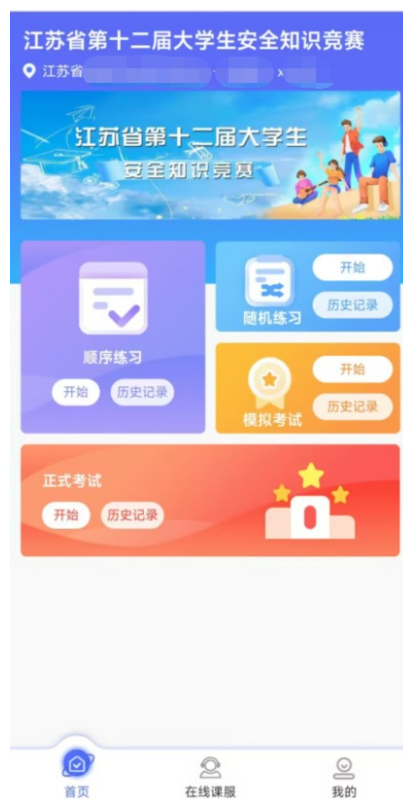 江苏省第十二届大学生安全知识竞赛
江苏省
江苏省第十二届大学生
安全知识竞赛
顺序练习
开始 历史记录
随机练习
开始
历史记录
模拟考试
开始
历史记录
正式考试
开始 历史记录
首页 在线课服 我的